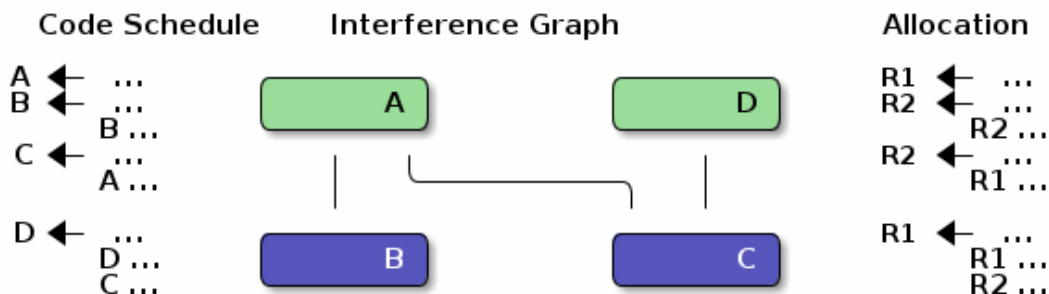 Code Schedule Interference Graph Allocation
A ← ... A D R1 ← ...
B ← ... R2 ← ...
B ... R2 ...
C ← ... R2 ← ...
A ... R1 ...
D ← ... B C R1 ← ...
D ... R1 ...
C ... R2 ...